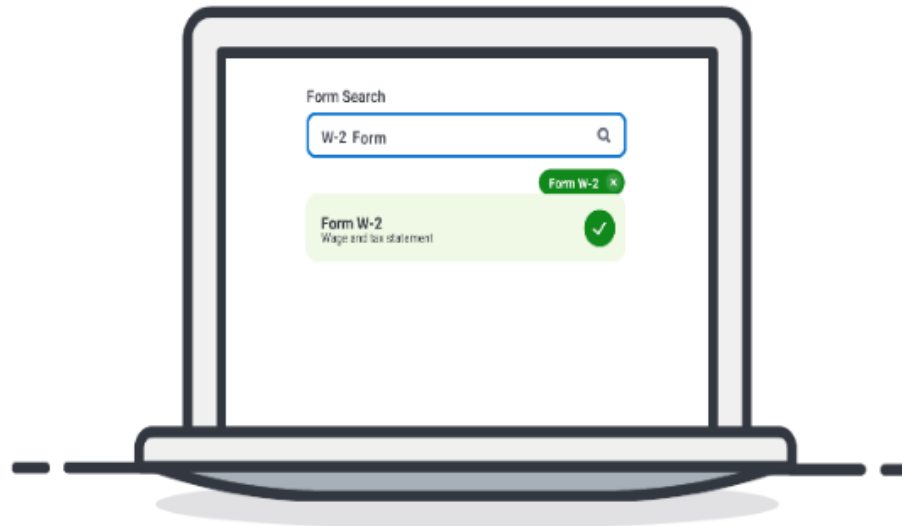 Form Search
W-2 Form
Form W-2
Form W-2
Wage and tax statement